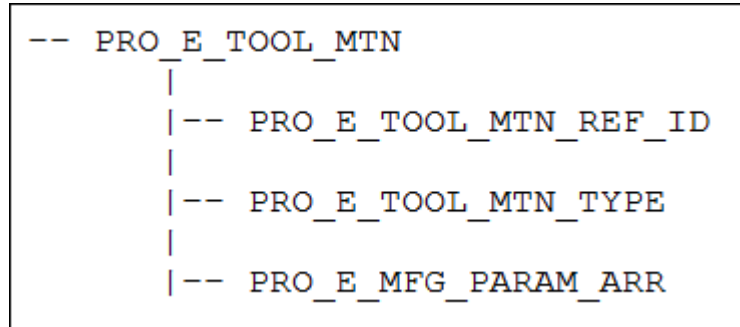 -- PRO_E_TOOL_MTN
|
|-- PRO_E_TOOL_MTN_REF_ID
|
|-- PRO_E_TOOL_MTN_TYPE
|
|-- PRO_E_MFG_PARAM_ARR